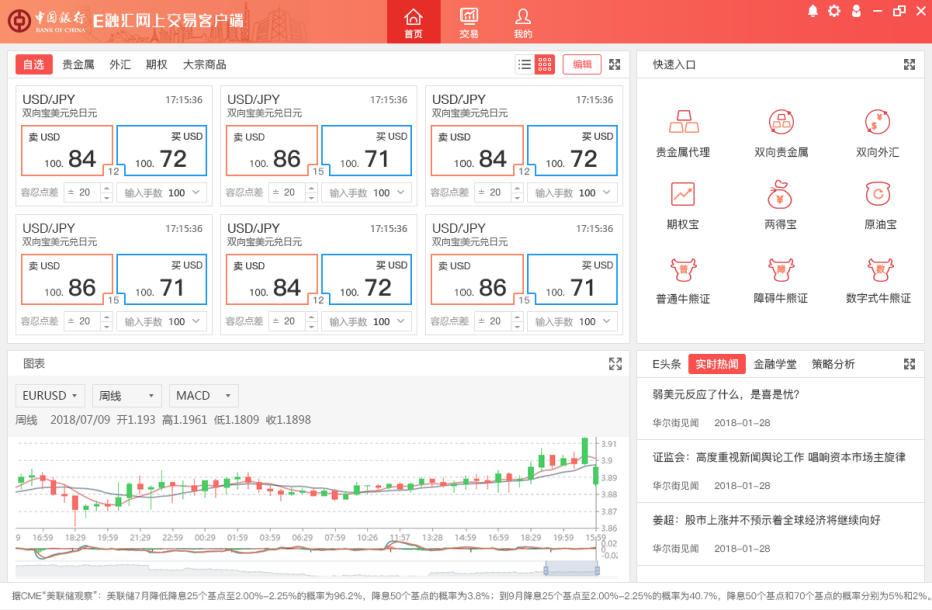 中国银行 E融汇网上交易客户端
BANK OF CHINA
首页 交易 我的
自选 贵金属 外汇 期权 大宗商品 编辑
USD/JPY 17:15:36 USD/JPY 17:15:36 USD/JPY 17:15:36
双向宝美元兑日元 双向宝美元兑日元 双向宝美元兑日元
卖 USD 买 USD 卖 USD 买 USD 卖 USD 买 USD
100. 84 100. 72 100. 86 100. 71 100. 84 100. 72
12 15 12
容忍点差 ± 20 输入手数 100 容忍点差 ± 20 输入手数 100 容忍点差 ± 20 输入手数 100
USD/JPY 17:15:36 USD/JPY 17:15:36 USD/JPY 17:15:36
双向宝美元兑日元 双向宝美元兑日元 双向宝美元兑日元
卖 USD 买 USD 卖 USD 买 USD 卖 USD 买 USD
100. 86 100. 71 100. 84 100. 72 100. 86 100. 71
15 12 15
容忍点差 ± 20 输入手数 100 容忍点差 ± 20 输入手数 100 容忍点差 ± 20 输入手数 100
快速入口
贵金属代理 双向贵金属 双向外汇
期权宝 两得宝 原油宝
普 障 数
普通牛熊证 障碍牛熊证 数字式牛熊证
图表
EURUSD 周线 MACD
周线 2018/07/09 开1.193 高1.1961 低1.1809 收1.1898
3.91
3.9
3.89
3.88
3.87
3.86
9 16:59 18:29 19:59 21:29 22:59 00:29 01:59 03:59 06:29 07:59 10:26 11:57 13:28 14:59 16:59 18:29 19:59 15:59
0.02
-0.02
E头条 实时热闻 金融学堂 策略分析
弱美元反应了什么，是喜是忧?
华尔街见闻 2018-01-28
证监会：高度重视新闻舆论工作 唱响资本市场主旋律
华尔街见闻 2018-01-28
姜超：股市上涨并不预示着全球经济将继续向好
华尔街见闻 2018-01-28
据CME“美联储观察”：美联储7月降低降息25个基点至2.00%-2.25%的概率为96.2%，降息50个基点的概率为3.8%；到9月降息25个基点至2.00%-2.25%的概率为40.7%，降息50个基点和70个基点的概率分别为5%和2%。